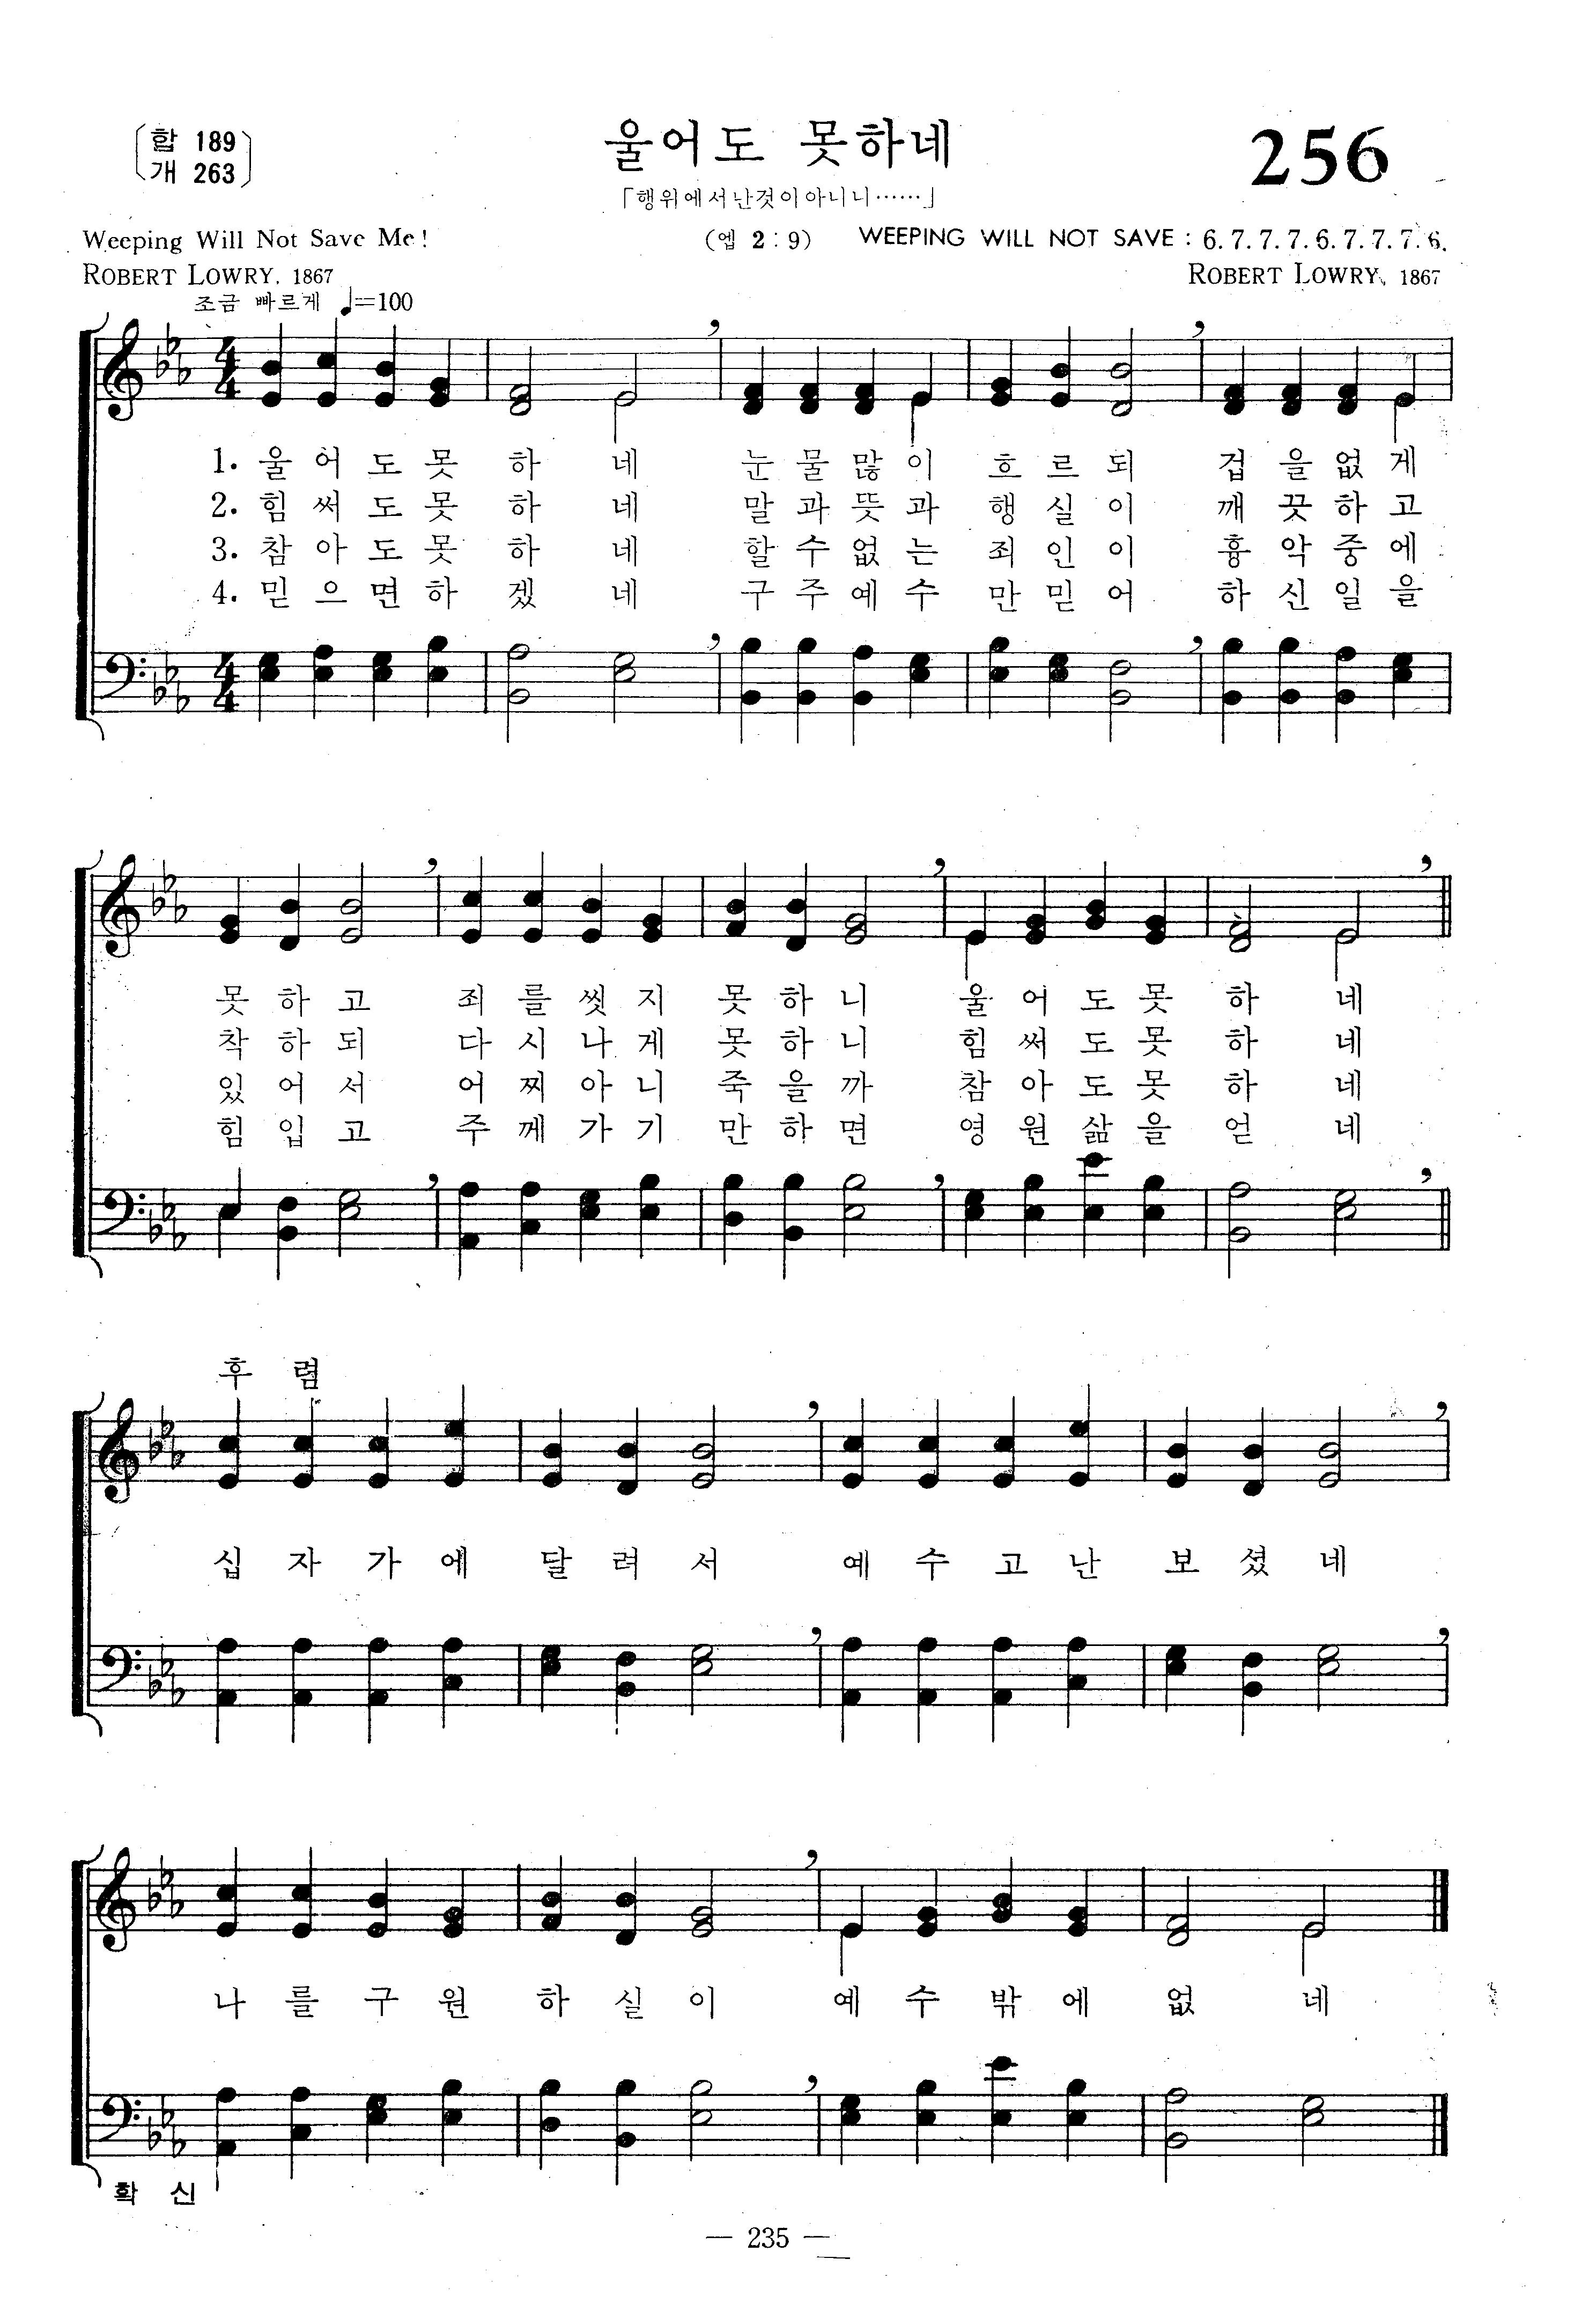 합 189
개 263
울어도 못하네
256
「행위에서난것이아니니……」
Weeping Will Not Save Me!
(엡 2:9)
WEEPING WILL NOT SAVE : 6. 7. 7. 7. 6. 7. 7. 7. 6.
ROBERT LOWRY, 1867
ROBERT LOWRY, 1867
조금 빠르게 ♩=100
1. 울어도못 하 네 눈물많이 흐르되 겁을없게
2. 힘써도못 하 네 말과뜻과 행실이 깨끗하고
3. 참아도못 하 네 할수없는 죄인이 흉악중에
4. 믿으면하 겠 네 구주예수 만믿어 하신일을
못하고 죄를씻지 못하니 울어도못 하 네
착하되 다시나게 못하니 힘써도못 하 네
있어서 어찌아니 죽을까 참아도못 하 네
힘입고 주께가기 만하면 영원삶을 얻 네
후 렴
십자가에 달려서 예수고난 보셨네
나를구원 하실이 예수밖에 없 네
확 신
— 235 —